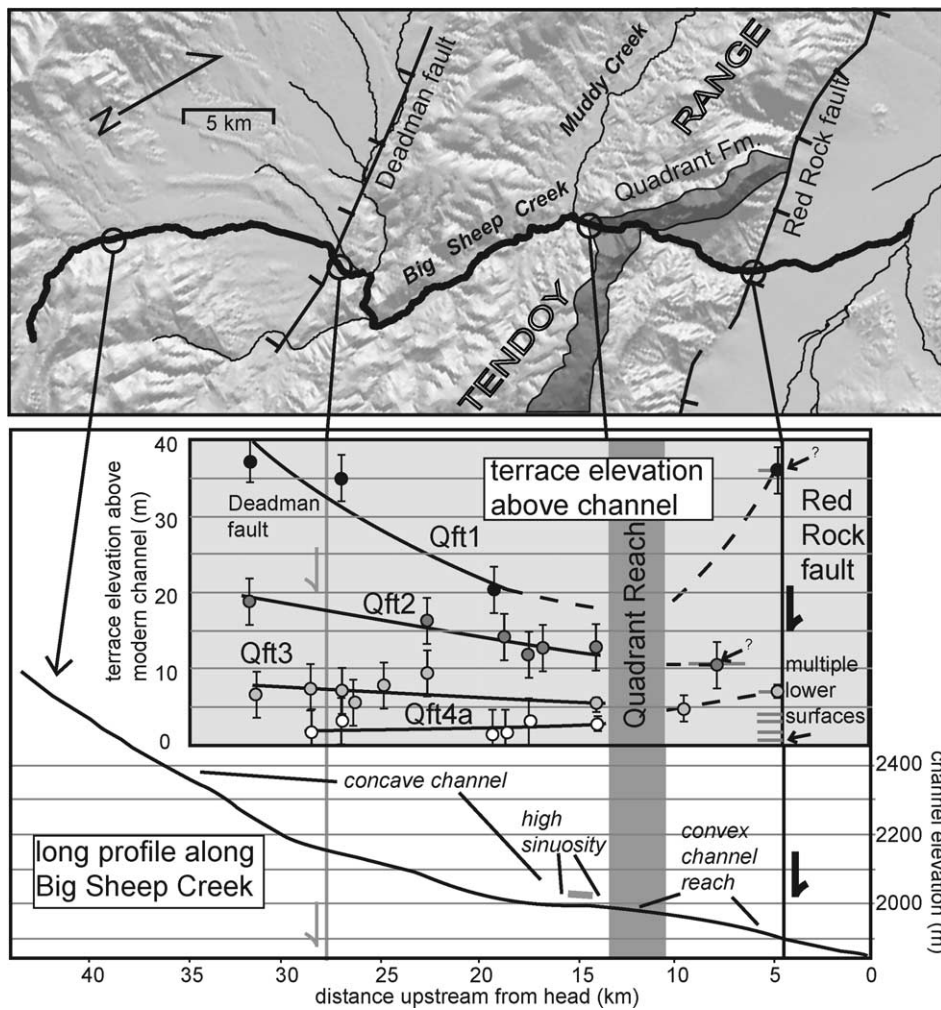 N
5 km
Deadman fault
Muddy Creek
RANGE
Quadrant Fm.
Red Rock fault
Big Sheep Creek
TENDOY
terrace elevation above
modern channel (m)
40
30
20
10
0
Deadman
fault
Qft1
Qft2
Qft3
Qft4a
terrace elevation
above channel
Quadrant Reach
?
?
Red
Rock
fault
multiple
lower
surfaces
concave channel
high
sinuosity
convex
channel
reach
long profile along
Big Sheep Creek
2400
2200
2000
channel elevation
(m)
40
35
30
25
20
15
10
5
0
distance upstream from head (km)